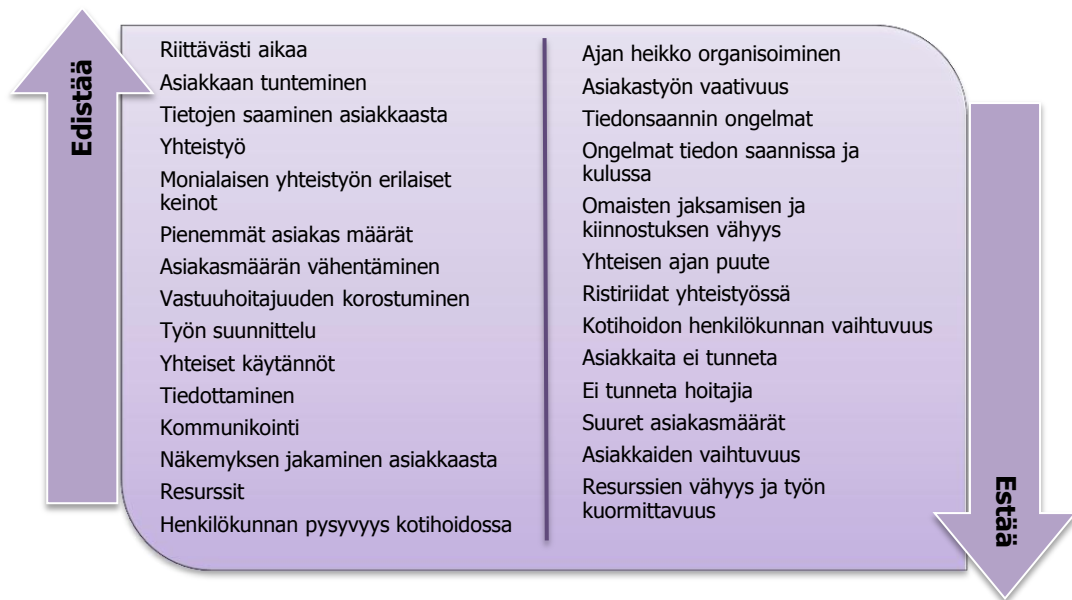 Edistää
Riittävästi aikaa
Asiakkaan tunteminen
Tietojen saaminen asiakkaasta
Yhteistyö
Monialaisen yhteistyön erilaiset
keinot
Pienemmät asiakas määrät
Asiakasmäärän vähentäminen
Vastuuhoitajuuden korostuminen
Työn suunnittelu
Yhteiset käytännöt
Tiedottaminen
Kommunikointi
Näkemyksen jakaminen asiakkaasta
Resurssit
Henkilökunnan pysyvyys kotihoidossa
Ajan heikko organisoiminen
Asiakastyön vaativuus
Tiedonsaannin ongelmat
Ongelmat tiedon saannissa ja
kulussa
Omaisten jaksamisen ja
kiinnostuksen vähyys
Yhteisen ajan puute
Ristiriidat yhteistyössä
Kotihoidon henkilökunnan vaihtuvuus
Asiakkaita ei tunneta
Ei tunneta hoitajia
Suuret asiakasmäärät
Asiakkaiden vaihtuvuus
Resurssien vähyys ja työn
kuormittavuus
Estää